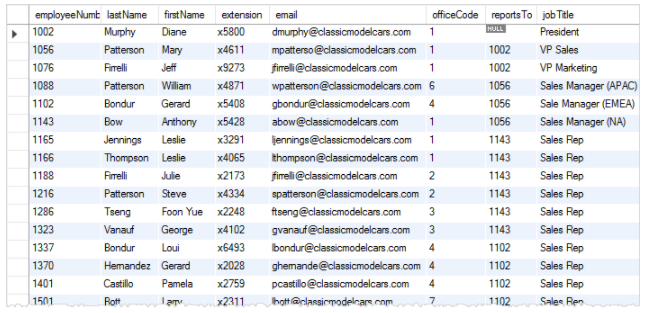 employeeNumb lastName firstName extension email officeCode reportsTo jobTitle
1002 Murphy Diane x5800 dmurphy@classicmodelcars.com 1 NULL President
1056 Patterson Mary x4611 mpatterso@classicmodelcars.com 1 1002 VP Sales
1076 Firrelli Jeff x9273 jfirrelli@classicmodelcars.com 1 1002 VP Marketing
1088 Patterson William x4871 wpatterson@classicmodelcars.com 6 1056 Sales Manager (APAC)
1102 Bondur Gerard x5408 gbondur@classicmodelcars.com 4 1056 Sale Manager (EMEA)
1143 Bow Anthony x5428 abow@classicmodelcars.com 1 1056 Sales Manager (NA)
1165 Jennings Leslie x3291 ljennings@classicmodelcars.com 1 1143 Sales Rep
1166 Thompson Leslie x4065 lthompson@classicmodelcars.com 1 1143 Sales Rep
1188 Firrelli Julie x2173 jfirrelli@classicmodelcars.com 2 1143 Sales Rep
1216 Patterson Steve x4334 spatterson@classicmodelcars.com 2 1143 Sales Rep
1286 Tseng Foon Yue x2248 ftseng@classicmodelcars.com 3 1143 Sales Rep
1323 Vanauf George x4102 gvanauf@classicmodelcars.com 3 1143 Sales Rep
1337 Bondur Loui x6493 lbondur@classicmodelcars.com 4 1102 Sales Rep
1370 Hernandez Gerard x2028 ghernande@classicmodelcars.com 4 1102 Sales Rep
1401 Castillo Pamela x2759 pcastillo@classicmodelcars.com 4 1102 Sales Rep
1501 Bott Larry x2311 lbott@classicmodelcars.com 7 1102 Sales Rep